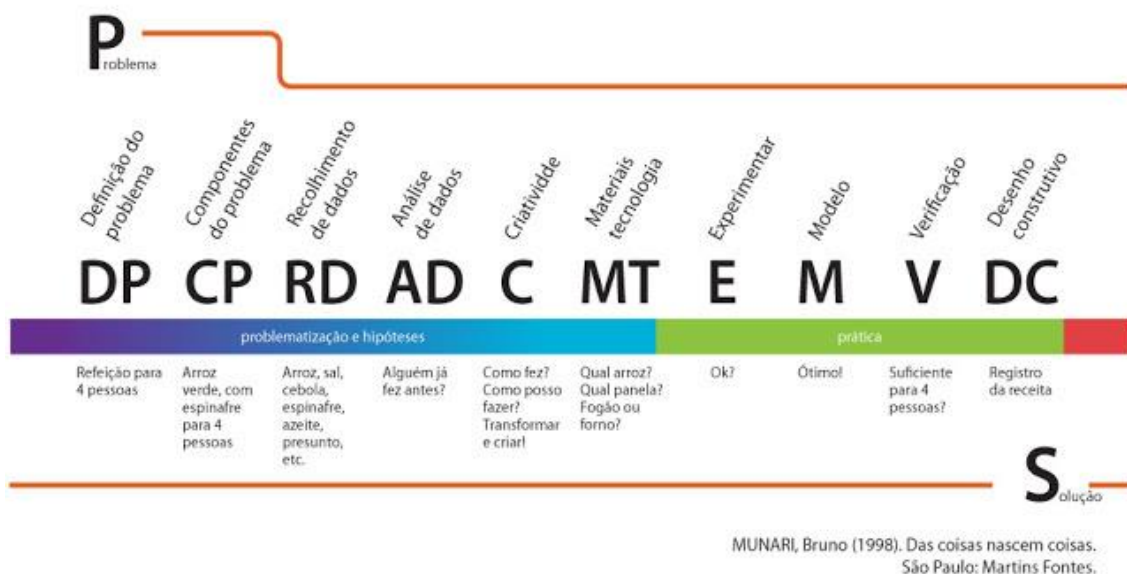 Problema
Definição do
problema
Componentes
do problema
Recolhimento
de dados
Análise
de dados
Criatividde
Materiais
tecnologia
Experimentar
Modelo
Verificação
Desenho
construtivo
DP CP RD AD C MT E M V DC
problematização e hipóteses
prática
Refeição para
4 pessoas
Arroz
verde, com
espinafre
para 4
pessoas
Arroz, sal,
cebola,
espinafre,
azeite,
presunto,
etc.
Alguém já
fez antes?
Como fez?
Como posso
fazer?
Transformar
e criar!
Qual arroz?
Qual panela?
Fogão ou
forno?
Ok?
Ótimo!
Suficiente
para 4
pessoas?
Registro
da receita
Solução
MUNARI, Bruno (1998). Das coisas nascem coisas.
São Paulo: Martins Fontes.